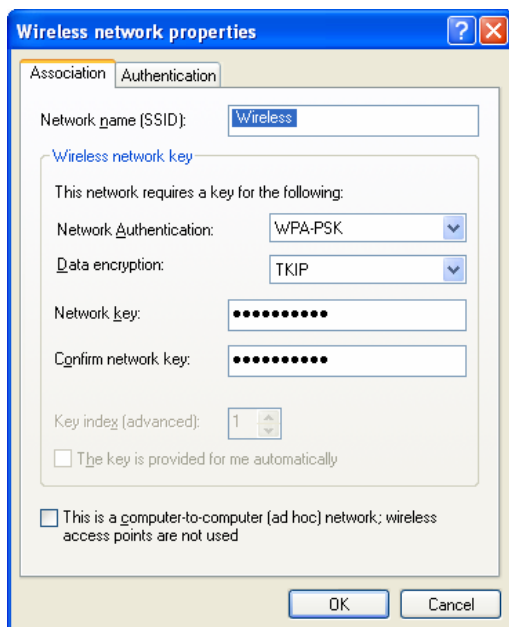 Wireless network properties
Association Authentication
Network name (SSID): Wireless
Wireless network key
This network requires a key for the following:
Network Authentication: WPA-PSK
Data encryption: TKIP
Network key: ●●●●●●●●●●
Confirm network key: ●●●●●●●●●●
Key index (advanced): 1
The key is provided for me automatically
This is a computer-to-computer (ad hoc) network; wireless
access points are not used
OK Cancel